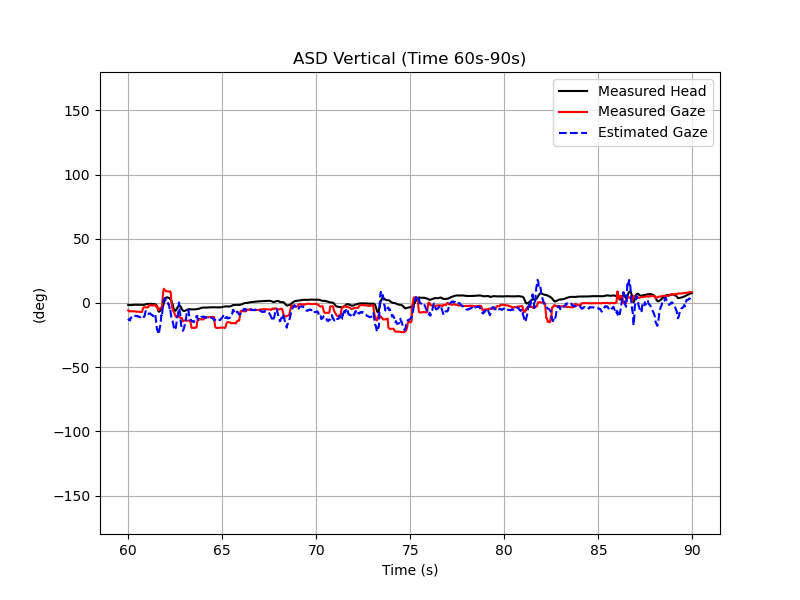 ASD Vertical (Time 60s-90s)
Measured Head
Measured Gaze
Estimated Gaze
150
100
50
0
−50
−100
−150
(deg)
60 65 70 75 80 85 90
Time (s)